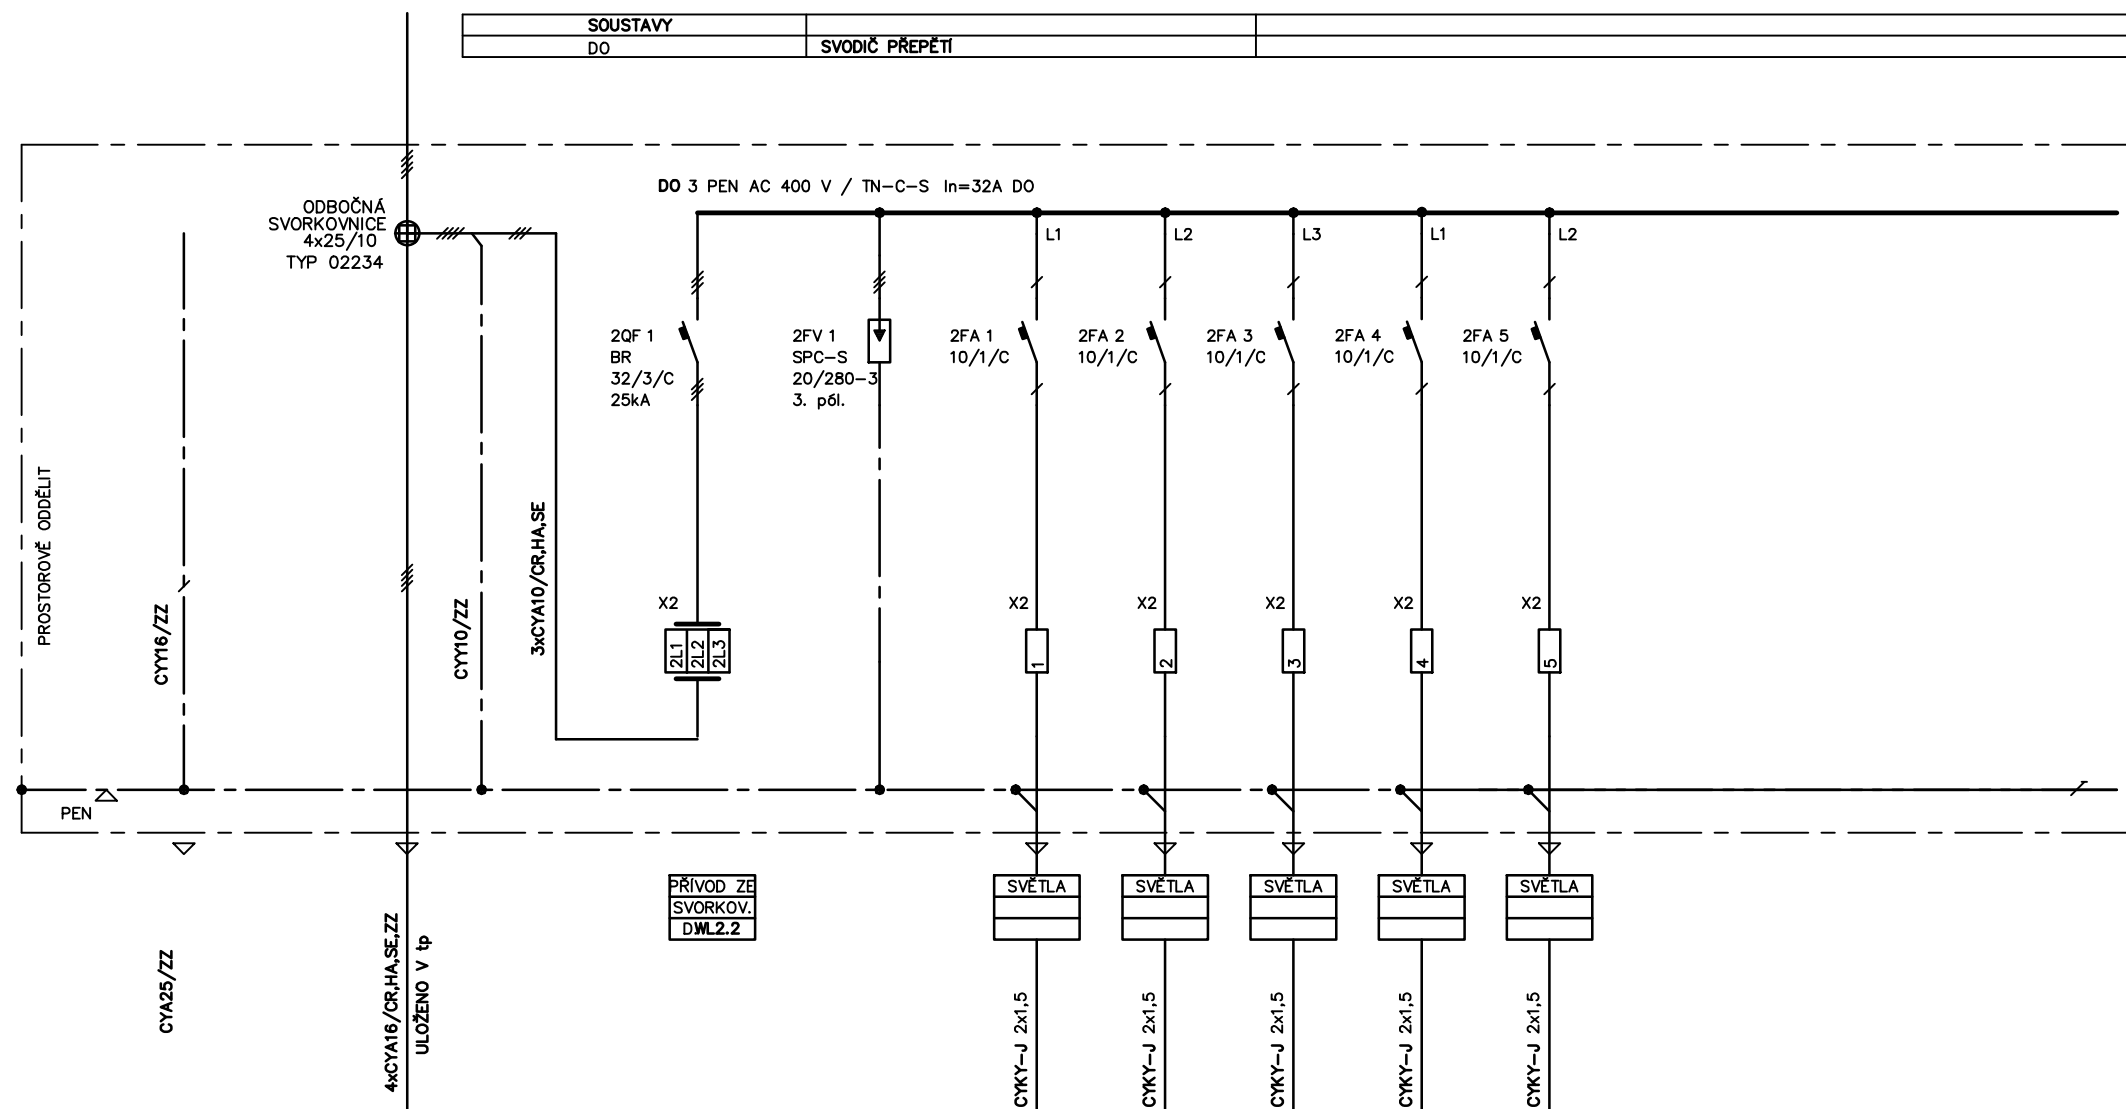 SOUSTAVY
DO
SVODIČ PŘEPĚTÍ
DO 3 PEN AC 400 V / TN-C-S In=32A DO
ODBOČNÁ
SVORKOVNICE
4x25/10
TYP 02234
L1
L2
L3
L1
L2
2QF 1
BR
32/3/C
25kA
2FV 1
SPC-S
20/280-3
3. pól.
2FA 1
10/1/C
2FA 2
10/1/C
2FA 3
10/1/C
2FA 4
10/1/C
2FA 5
10/1/C
PROSTOROVĚ ODDĚLIT
CYY16/ZZ
CYY10/ZZ
3xCYA10/CR,HA,SE
X2
2L1
2L2
2L3
X2
1
X2
2
X2
3
X2
4
X2
5
PEN
PŘÍVOD ZE
SVORKOV.
DWL2.2
SVĚTLA
SVĚTLA
SVĚTLA
SVĚTLA
SVĚTLA
CYA25/ZZ
4xCYA16/CR,HA,SE,ZZ
ULOŽENO V tp
CYKY-J 2x1,5
CYKY-J 2x1,5
CYKY-J 2x1,5
CYKY-J 2x1,5
CYKY-J 2x1,5